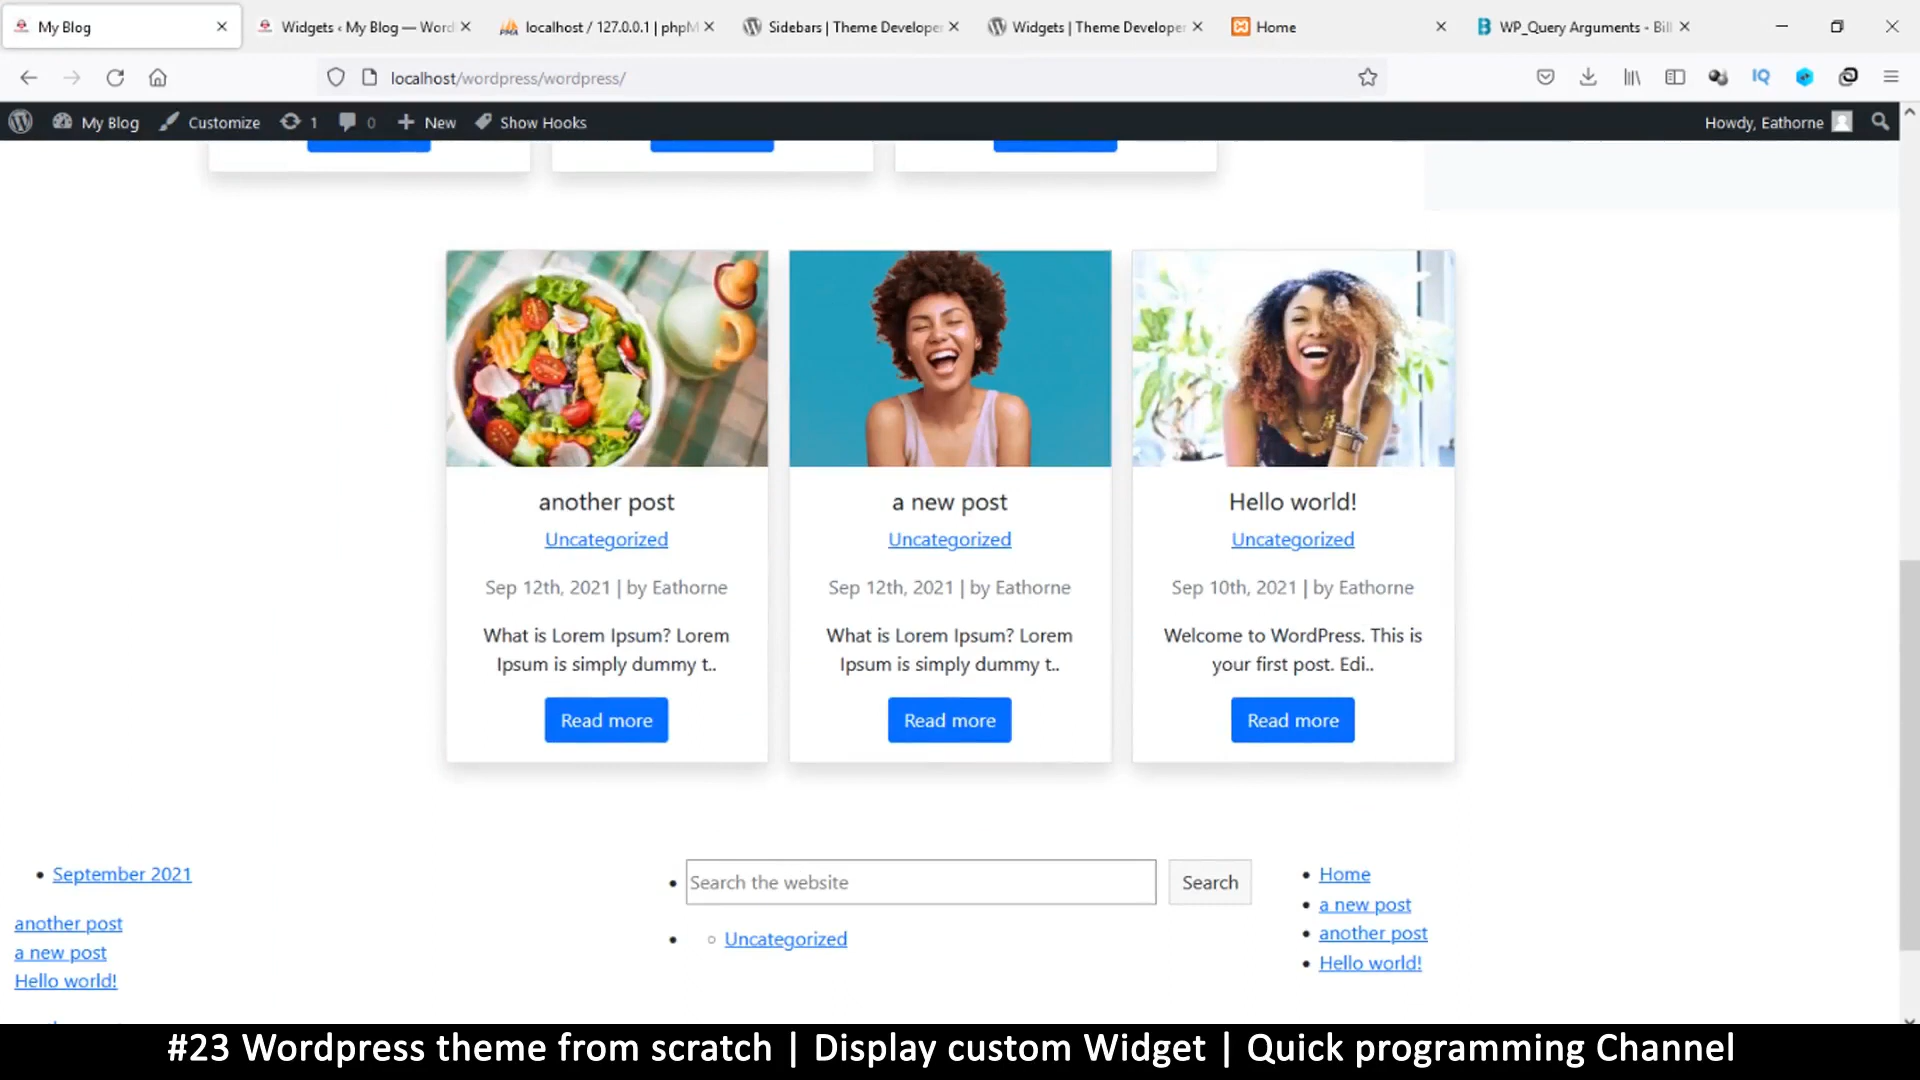 My Blog
Widgets ‹ My Blog — Word
localhost / 127.0.0.1 | phpM
Sidebars | Theme Developer
Widgets | Theme Developer
Home
WP_Query Arguments - Bill
localhost/wordpress/wordpress/
IQ
My Blog
Customize
1
0
New
Show Hooks
Howdy, Eathorne
another post
Uncategorized
Sep 12th, 2021 | by Eathorne
What is Lorem Ipsum? Lorem
Ipsum is simply dummy t..
Read more
a new post
Uncategorized
Sep 12th, 2021 | by Eathorne
What is Lorem Ipsum? Lorem
Ipsum is simply dummy t..
Read more
Hello world!
Uncategorized
Sep 10th, 2021 | by Eathorne
Welcome to WordPress. This is
your first post. Edi..
Read more
September 2021
another post
a new post
Hello world!
Search the website
Search
Uncategorized
Home
a new post
another post
Hello world!
#23 Wordpress theme from scratch | Display custom Widget | Quick programming Channel